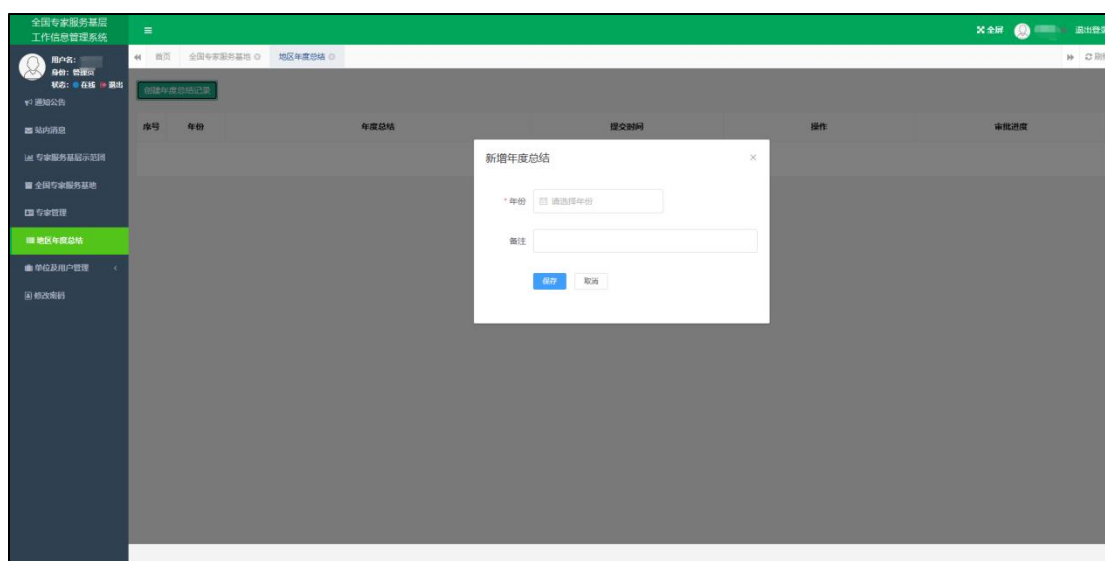 全国专家服务基层
工作信息管理系统
全屏
退出登录
用户名：
身份：管理员
状态：在线 退出
首页 全国专家服务基地 地区年度总结
刷新
通知公告
站内消息
专家服务基层示范团
全国专家服务基地
专家管理
地区年度总结
单位及用户管理
修改密码
创建年度总结记录
序号 年份 年度总结 提交时间 操作 审批进度
新增年度总结
*年份 请选择年份
备注
保存 取消